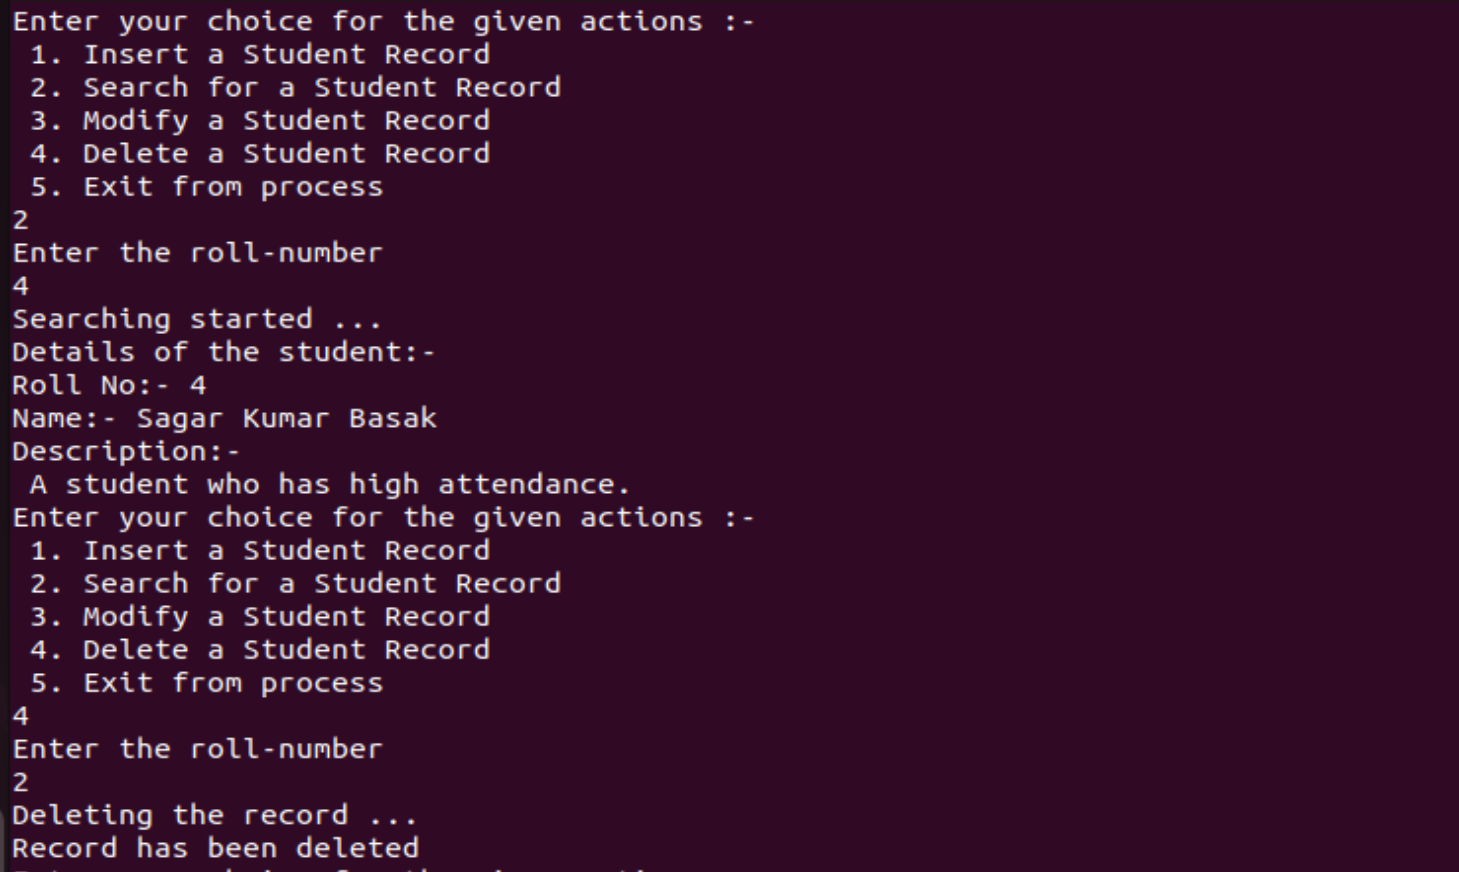 Enter your choice for the given actions :-
1. Insert a Student Record
2. Search for a Student Record
3. Modify a Student Record
4. Delete a Student Record
5. Exit from process
2
Enter the roll-number
4
Searching started ...
Details of the student:-
Roll No:- 4
Name:- Sagar Kumar Basak
Description:-
A student who has high attendance.
Enter your choice for the given actions :-
1. Insert a Student Record
2. Search for a Student Record
3. Modify a Student Record
4. Delete a Student Record
5. Exit from process
4
Enter the roll-number
2
Deleting the record ...
Record has been deleted